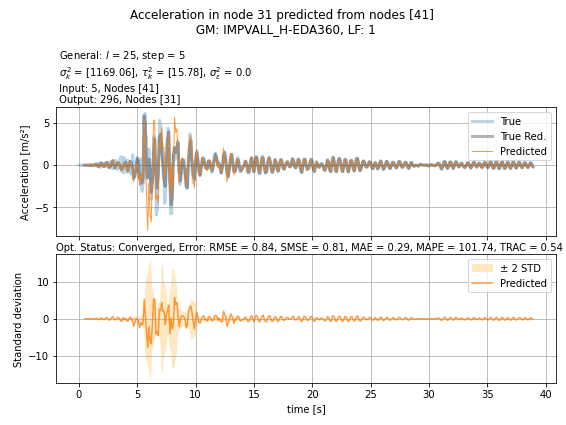 Acceleration in node 31 predicted from nodes [41]
GM: IMPVALL_H-EDA360, LF: 1
General: l = 25, step = 5
σ²ₖ = [1169.06], τ²ₖ = [15.78], σ²ε = 0.0
Input: 5, Nodes [41]
Output: 296, Nodes [31]
Acceleration [m/s²]
5
0
−5
True
True Red.
Predicted
Opt. Status: Converged, Error: RMSE = 0.84, SMSE = 0.81, MAE = 0.29, MAPE = 101.74, TRAC = 0.54
Standard deviation
10
0
−10
± 2 STD
Predicted
0 5 10 15 20 25 30 35 40
time [s]